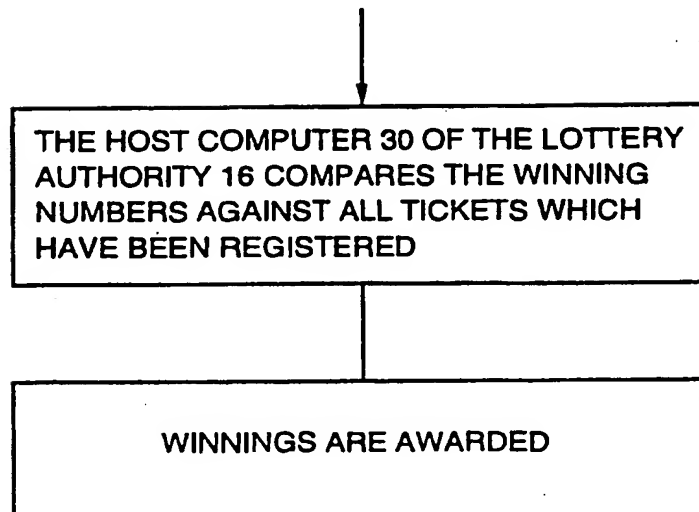 THE HOST COMPUTER 30 OF THE LOTTERY
AUTHORITY 16 COMPARES THE WINNING
NUMBERS AGAINST ALL TICKETS WHICH
HAVE BEEN REGISTERED
WINNINGS ARE AWARDED